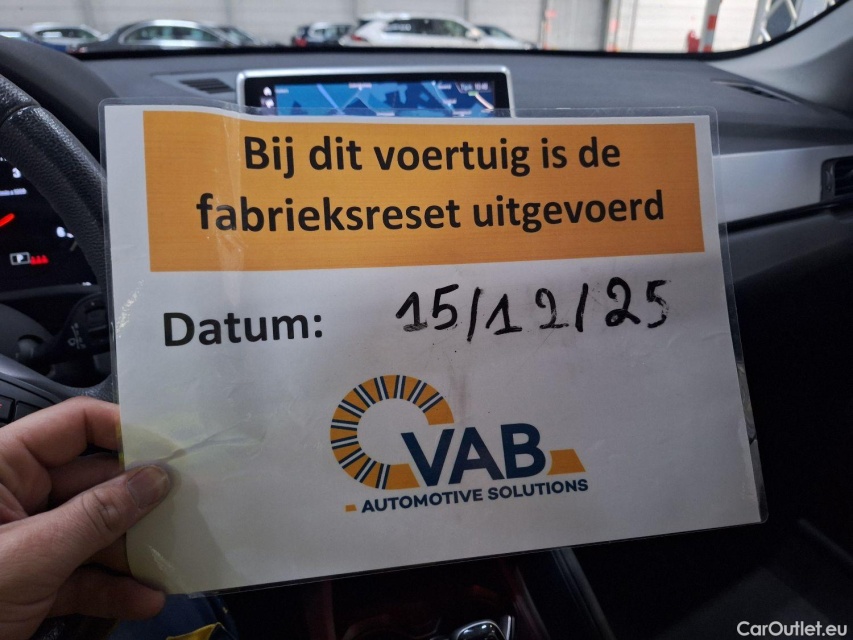 Bij dit voertuig is de
fabrieksreset uitgevoerd
Datum: 15/12/25
VAB
AUTOMOTIVE SOLUTIONS
CarOutlet.eu